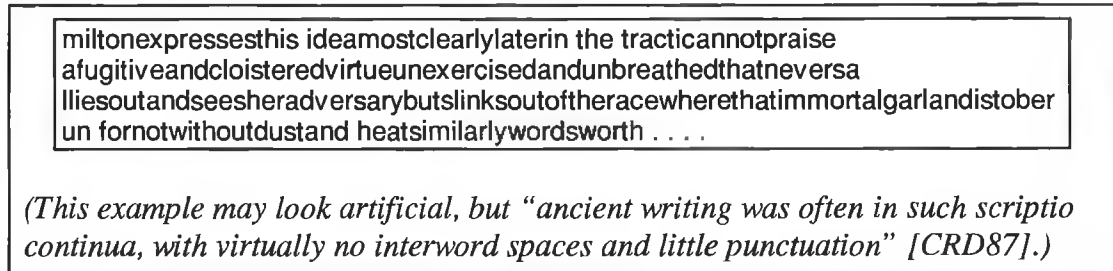 miltonexpressesthis ideamostclearlylaterin the tracticannotpraise
afugitiveandcloisteredvirtueunexercisedandunbreathedthatneversa
lliesoutandseesheradversarybutslinksoutoftheracewherethatimmortalgarlandistober
un fornotwithoutdustand heatsimilarlywordsworth . . . .
(This example may look artificial, but “ancient writing was often in such scriptio
continua, with virtually no interword spaces and little punctuation” [CRD87].)